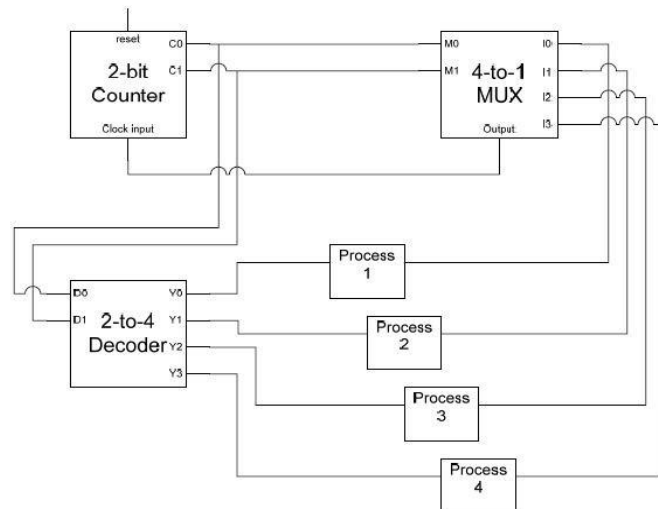 reset
C0
2-bit
Counter
C1
Clock input
M0
M1
4-to-1
MUX
Output
I0
I1
I2
I3
D0
D1
2-to-4
Decoder
Y0
Y1
Y2
Y3
Process
1
Process
2
Process
3
Process
4